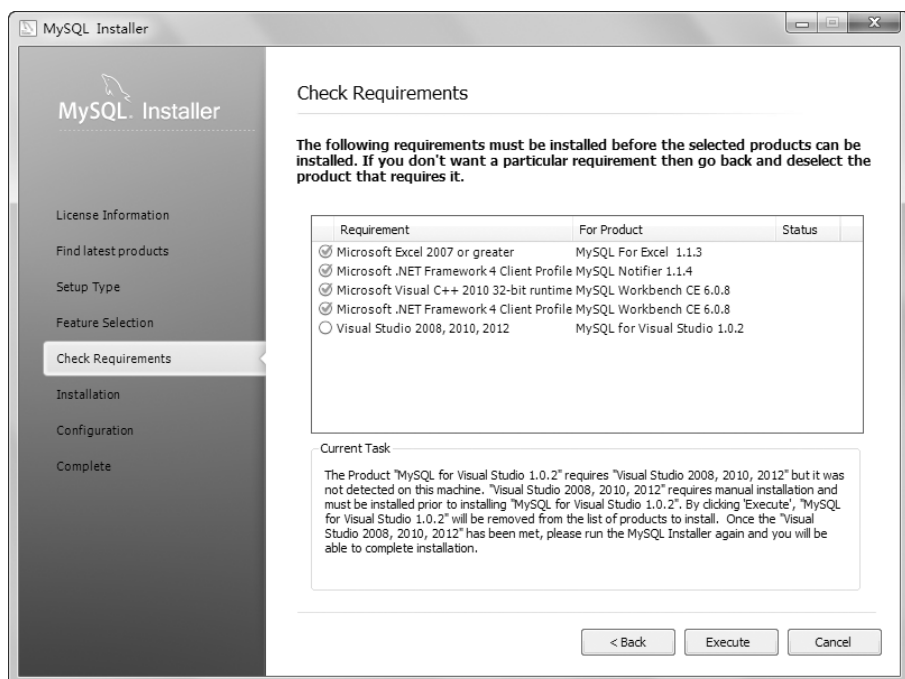 MySQL Installer
MySQL. Installer
License Information
Find latest products
Setup Type
Feature Selection
Check Requirements
Installation
Configuration
Complete
Check Requirements
The following requirements must be installed before the selected products can be
installed. If you don't want a particular requirement then go back and deselect the
product that requires it.
Requirement For Product Status
Microsoft Excel 2007 or greater MySQL For Excel 1.1.3
Microsoft .NET Framework 4 Client Profile MySQL Notifier 1.1.4
Microsoft Visual C++ 2010 32-bit runtime MySQL Workbench CE 6.0.8
Microsoft .NET Framework 4 Client Profile MySQL Workbench CE 6.0.8
Visual Studio 2008, 2010, 2012 MySQL for Visual Studio 1.0.2
Current Task
The Product "MySQL for Visual Studio 1.0.2" requires "Visual Studio 2008, 2010, 2012" but it was
not detected on this machine. "Visual Studio 2008, 2010, 2012" requires manual installation and
must be installed prior to installing "MySQL for Visual Studio 1.0.2". By clicking 'Execute', "MySQL
for Visual Studio 1.0.2" will be removed from the list of products to install. Once the "Visual
Studio 2008, 2010, 2012" has been met, please run the MySQL Installer again and you will be
able to complete installation.
< Back Execute Cancel